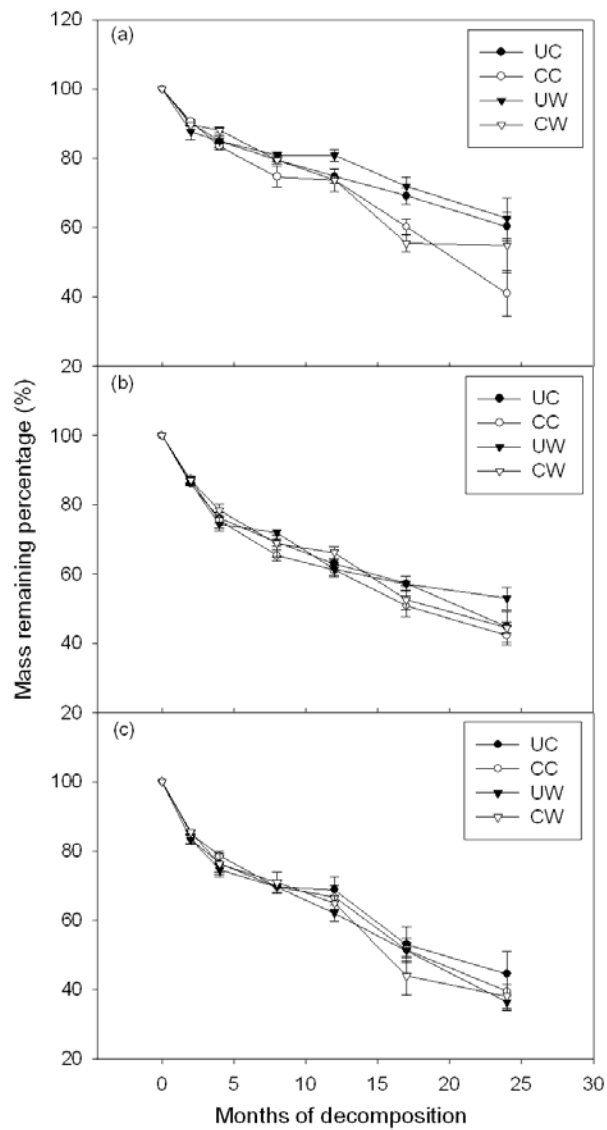 120
(a)
UC
CC
UW
CW
100
80
60
40
20
(b)
UC
CC
UW
CW
100
80
60
40
20
(c)
UC
CC
UW
CW
100
80
60
40
20
Mass remaining percentage (%)
0 5 10 15 20 25 30
Months of decomposition